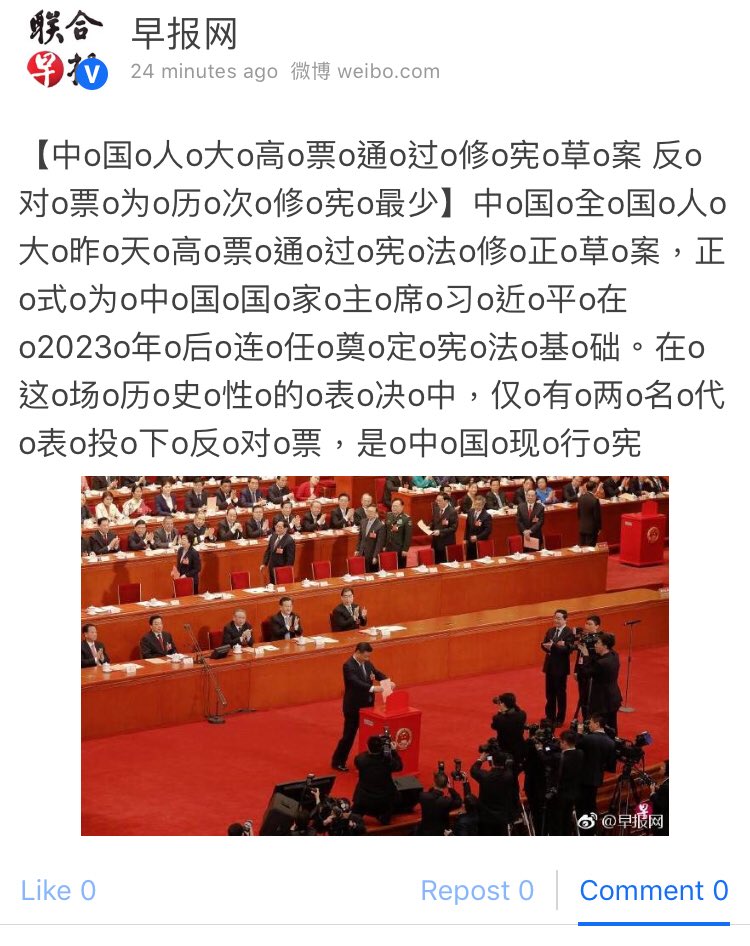 联合
早报
V
早报网
24 minutes ago 微博 weibo.com
【中o国o人o大o高o票o通o过o修o宪o草o案 反o
对o票o为o历o次o修o宪o最少】中o国o全o国o人o
大o昨o天o高o票o通o过o宪o法o修o正o草o案，正
o式o为o中o国o国o家o主o席o习o近o平o在
o2023o年o后o连o任o奠o定o宪o法o基o础。在o
这o场o历o史o性o的o表o决o中，仅o有o两o名o代
o表o投o下o反o对o票，是o中o国o现o行o宪
@早报网
Like 0
Repost 0
Comment 0